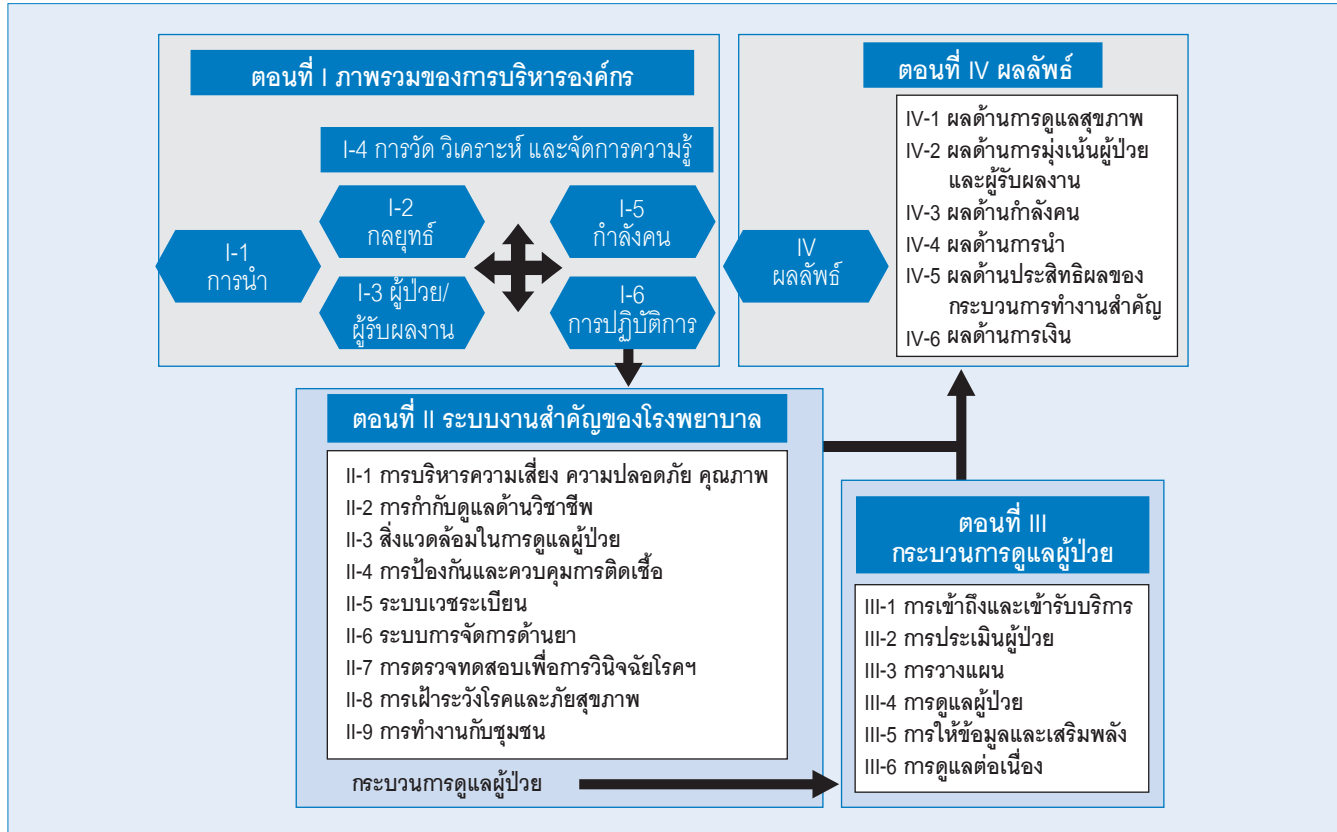 ตอนที่ I ภาพรวมของการบริหารองค์กร
I-4 การวัด วิเคราะห์ และจัดการความรู้
I-1
การนำ
I-2
กลยุทธ์
I-3 ผู้ป่วย/
ผู้รับผลงาน
I-5
กำลังคน
I-6
การปฏิบัติการ
ตอนที่ IV ผลลัพธ์
IV
ผลลัพธ์
IV-1 ผลด้านการดูแลสุขภาพ
IV-2 ผลด้านการมุ่งเน้นผู้ป่วย
และผู้รับผลงาน
IV-3 ผลด้านกำลังคน
IV-4 ผลด้านการนำ
IV-5 ผลด้านประสิทธิผลของ
กระบวนการทำงานสำคัญ
IV-6 ผลด้านการเงิน
ตอนที่ II ระบบงานสำคัญของโรงพยาบาล
II-1 การบริหารความเสี่ยง ความปลอดภัย คุณภาพ
II-2 การกำกับดูแลด้านวิชาชีพ
II-3 สิ่งแวดล้อมในการดูแลผู้ป่วย
II-4 การป้องกันและควบคุมการติดเชื้อ
II-5 ระบบเวชระเบียน
II-6 ระบบการจัดการด้านยา
II-7 การตรวจทดสอบเพื่อการวินิจฉัยโรคฯ
II-8 การเฝ้าระวังโรคและภัยสุขภาพ
II-9 การทำงานกับชุมชน
กระบวนการดูแลผู้ป่วย
ตอนที่ III
กระบวนการดูแลผู้ป่วย
III-1 การเข้าถึงและเข้ารับบริการ
III-2 การประเมินผู้ป่วย
III-3 การวางแผน
III-4 การดูแลผู้ป่วย
III-5 การให้ข้อมูลและเสริมพลัง
III-6 การดูแลต่อเนื่อง